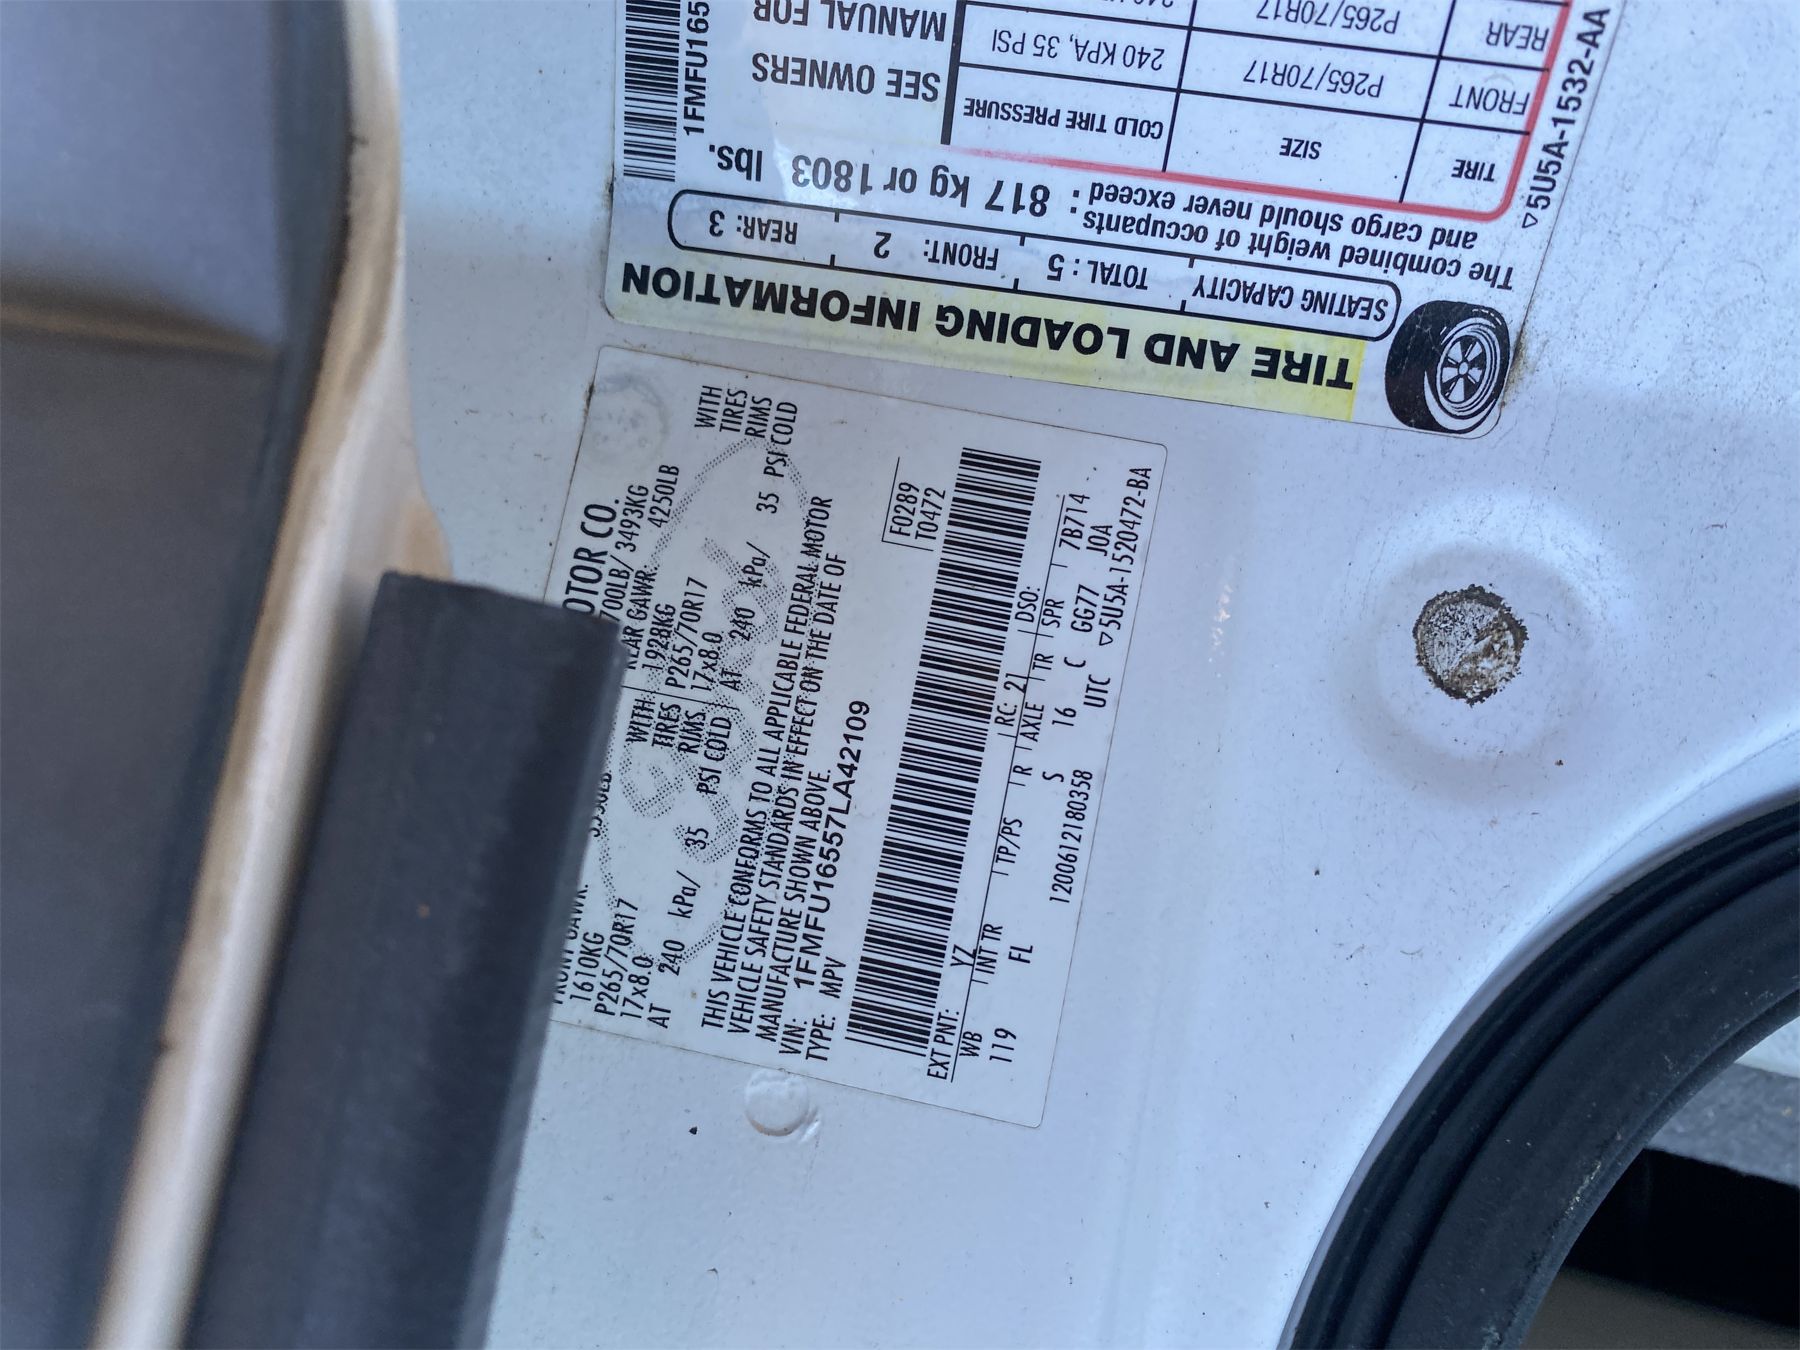 TIRE AND LOADING INFORMATION
SEATING CAPACITY TOTAL : 5 FRONT: 2 REAR: 3
The combined weight of occupants
and cargo should never exceed : 817 kg or 1803 lbs.
TIRE SIZE COLD TIRE PRESSURE
FRONT P265/70R17 240 KPA, 35 PSI
REAR P265/70R17
SEE OWNERS
MANUAL FOR
1FMFU165
▽5U5A-1532-AA
OTOR CO.
700LB/ 3493KG
REAR GAWR: 4250LB
1610KG WITH 1928KG WITH
P265/70R17 TIRES P265/70R17 TIRES
17x8.0 RIMS 17x8.0 RIMS
AT 240 kPa/ 35 PSI COLD AT 240 kPa/ 35 PSI COLD
THIS VEHICLE CONFORMS TO ALL APPLICABLE FEDERAL MOTOR
VEHICLE SAFETY STANDARDS IN EFFECT ON THE DATE OF
MANUFACTURE SHOWN ABOVE.
VIN: 1FMFU16557LA42109
TYPE: MPV
F0289
T0472
EXT PNT: YZ RC: 21 DSO:
WB INT TR TP/PS R AXLE TR SPR 7B714
119 FL S 16 C GG77 JOA
1200612180358 UTC ▽5U5A-1520472-BA